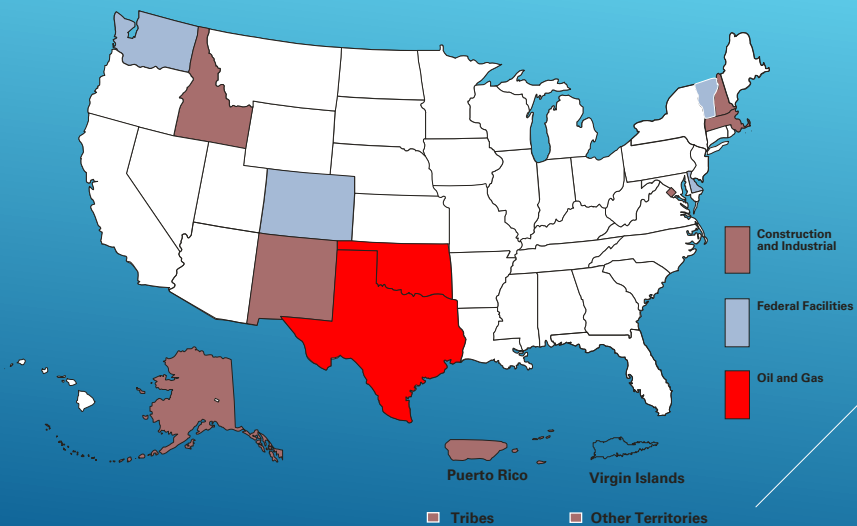 Construction
and Industrial
Federal Facilities
Oil and Gas
Puerto Rico
Virgin Islands
Tribes
Other Territories